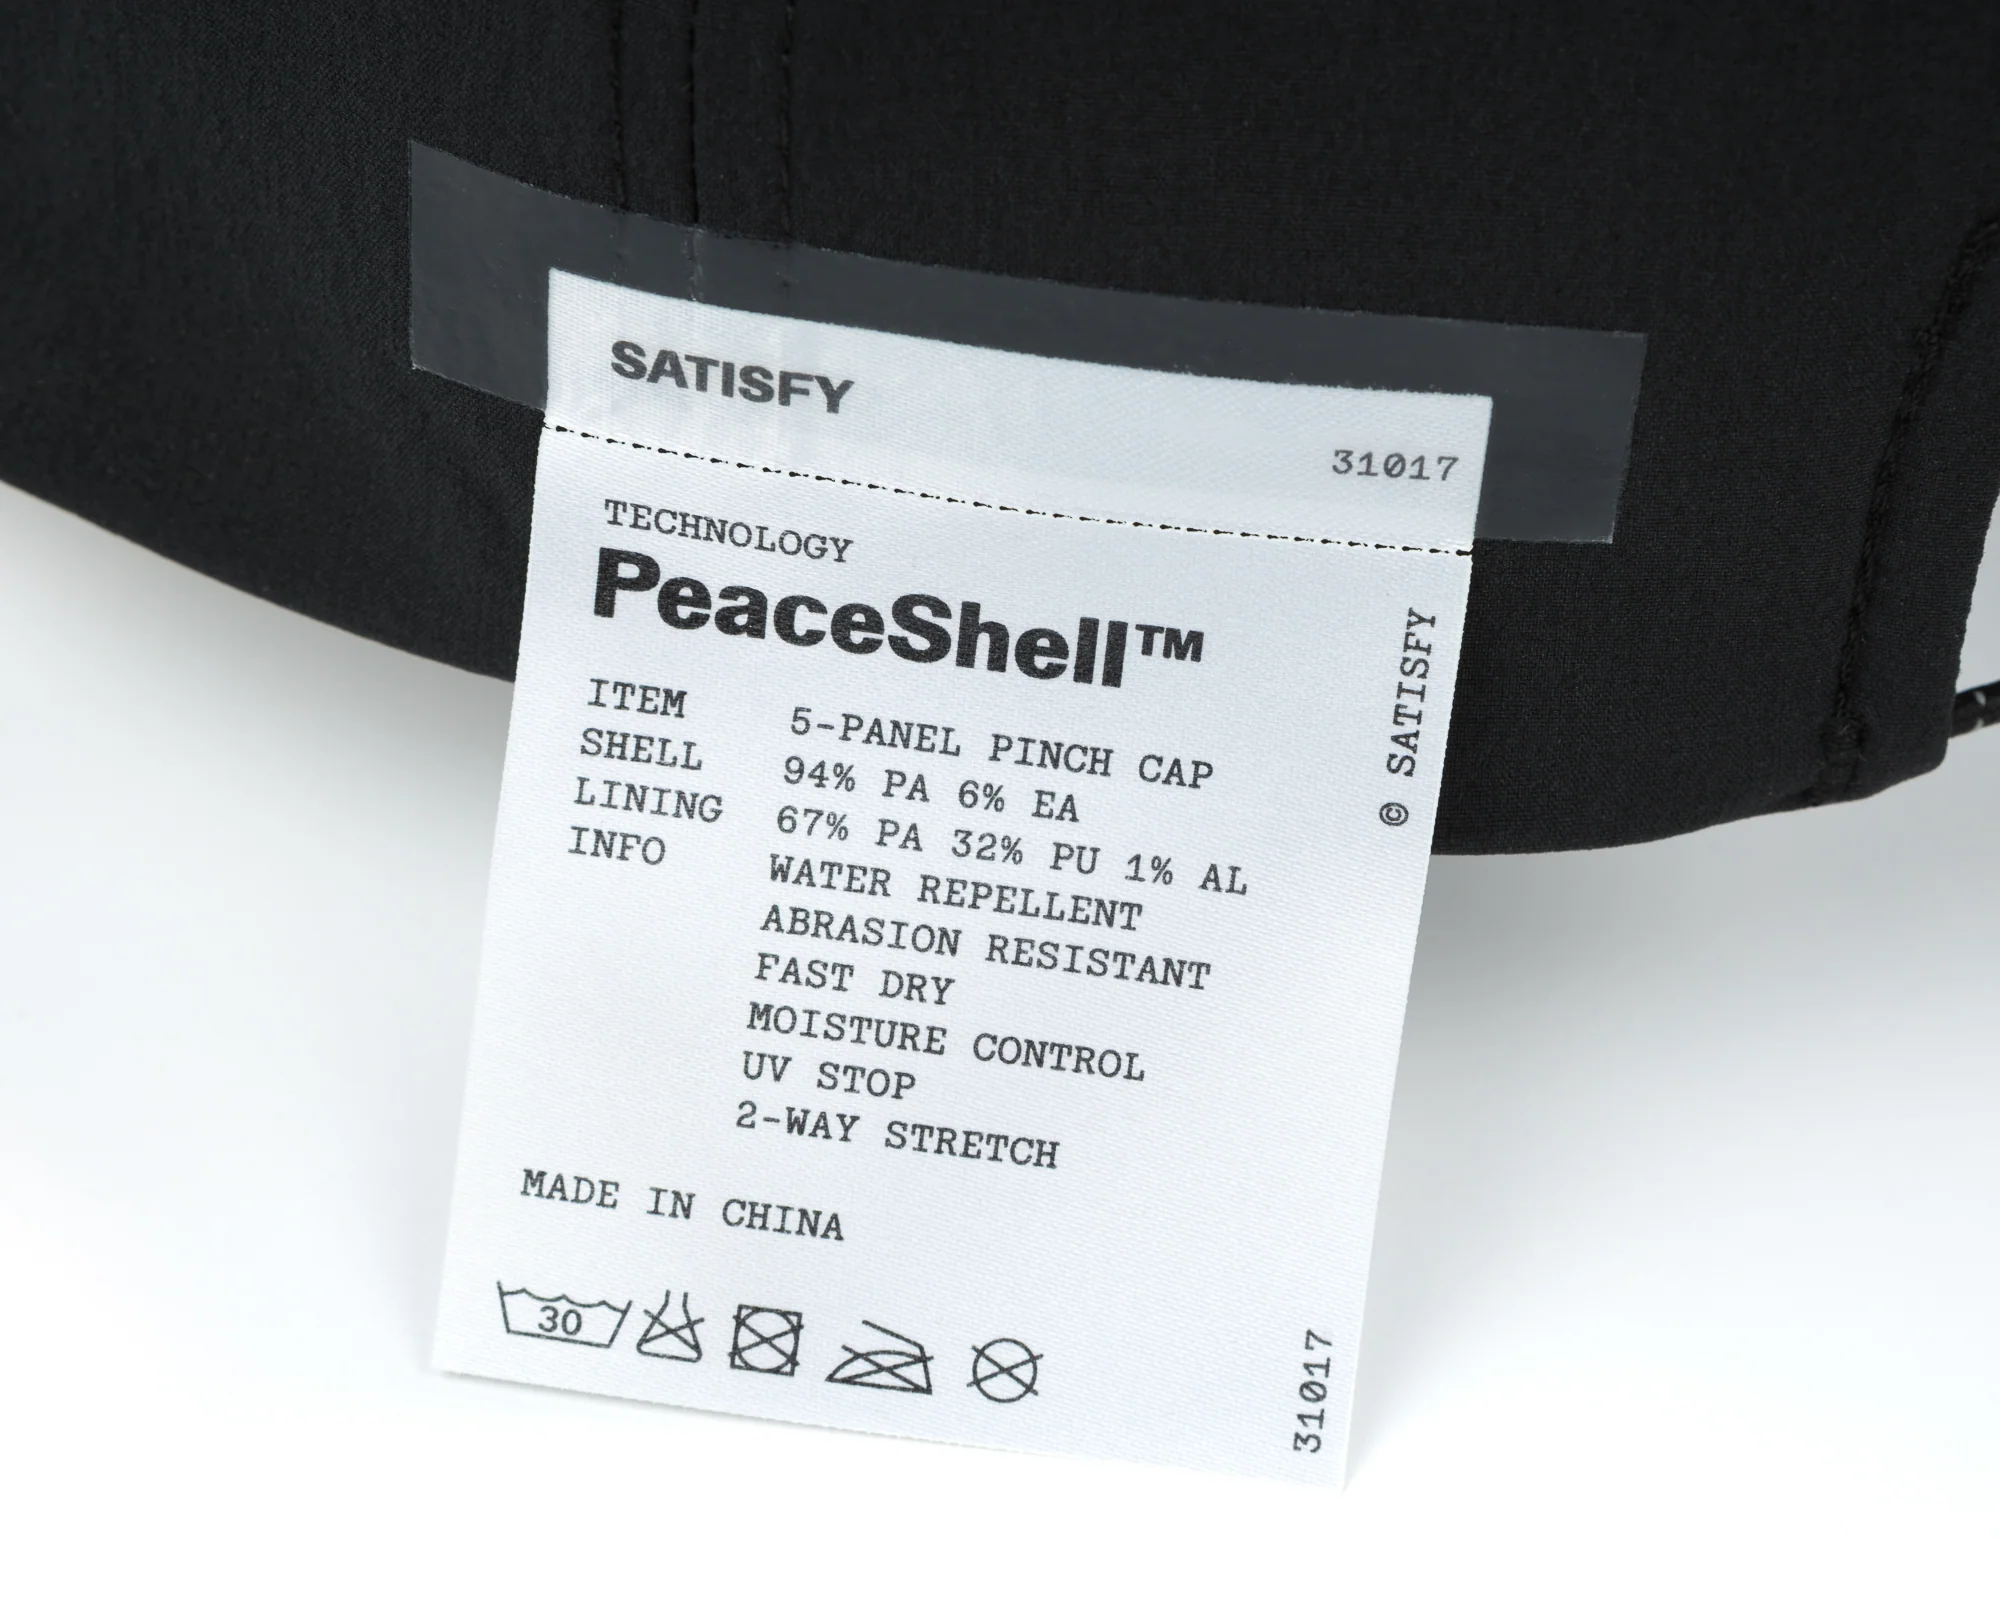 SATISFY
31017
TECHNOLOGY
PeaceShell™
ITEM 5-PANEL PINCH CAP
SHELL 94% PA 6% EA
LINING 67% PA 32% PU 1% AL
INFO WATER REPELLENT
ABRASION RESISTANT
FAST DRY
MOISTURE CONTROL
UV STOP
2-WAY STRETCH
MADE IN CHINA
30
© SATISFY
31017